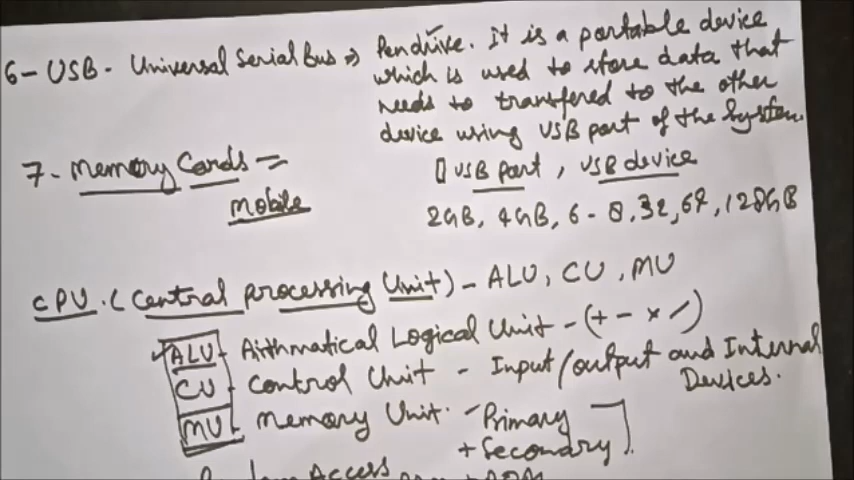 6- USB - Universal Serial Bus => Pendrive. It is a portable device
which is used to store data that
needs to transfered to the other
device using USB port of the System.
USB port, USB device
7- Memory Cards =
Mobile
2GB, 4GB, 6 - 8, 32, 64, 128GB
CPU. (Central processing Unit) - ALU, CU, MU
ALU - Airthmatical Logical Unit - (+ - × /)
CU - Control Unit - Input/output and Internal
Devices.
MU - Memory Unit - Primary
+ Secondary
Access